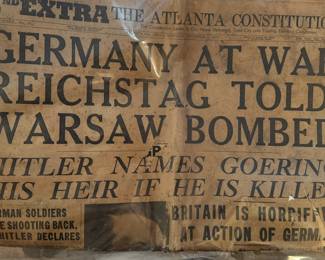 EXTRA THE ATLANTA CONSTITUTIO
GERMANY AT WA
REICHSTAG TOLD
WARSAW BOMBED
HITLER NAMES GOERING
HIS HEIR IF HE IS KILLE
RMAN SOLDIERS
E SHOOTING BACK,
HITLER DECLARES
BRITAIN IS HORRIFI
AT ACTION OF GERM